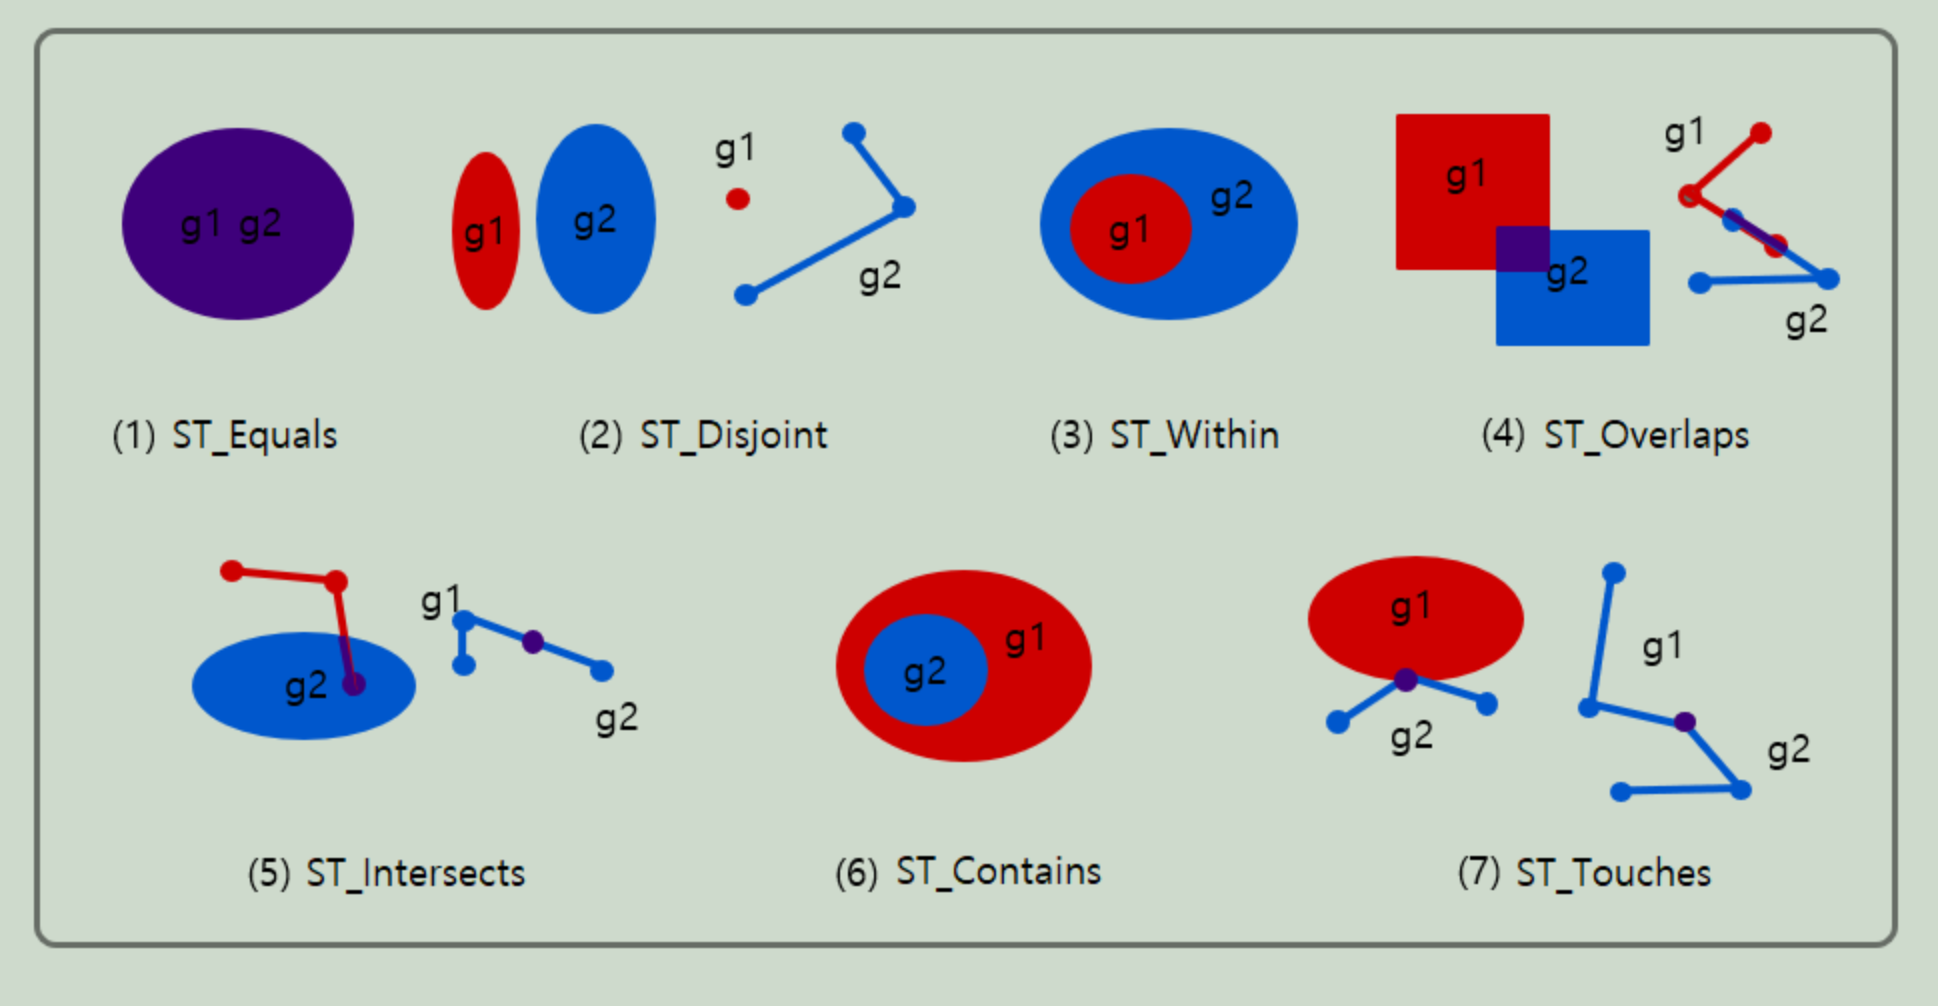 g1 g2
g1
g2
g1
g2
g1
g2
g1
g2
g1
g2
(1) ST_Equals
(2) ST_Disjoint
(3) ST_Within
(4) ST_Overlaps
g2
g1
g2
g1
g2
g1
g2
g1
g2
(5) ST_Intersects
(6) ST_Contains
(7) ST_Touches